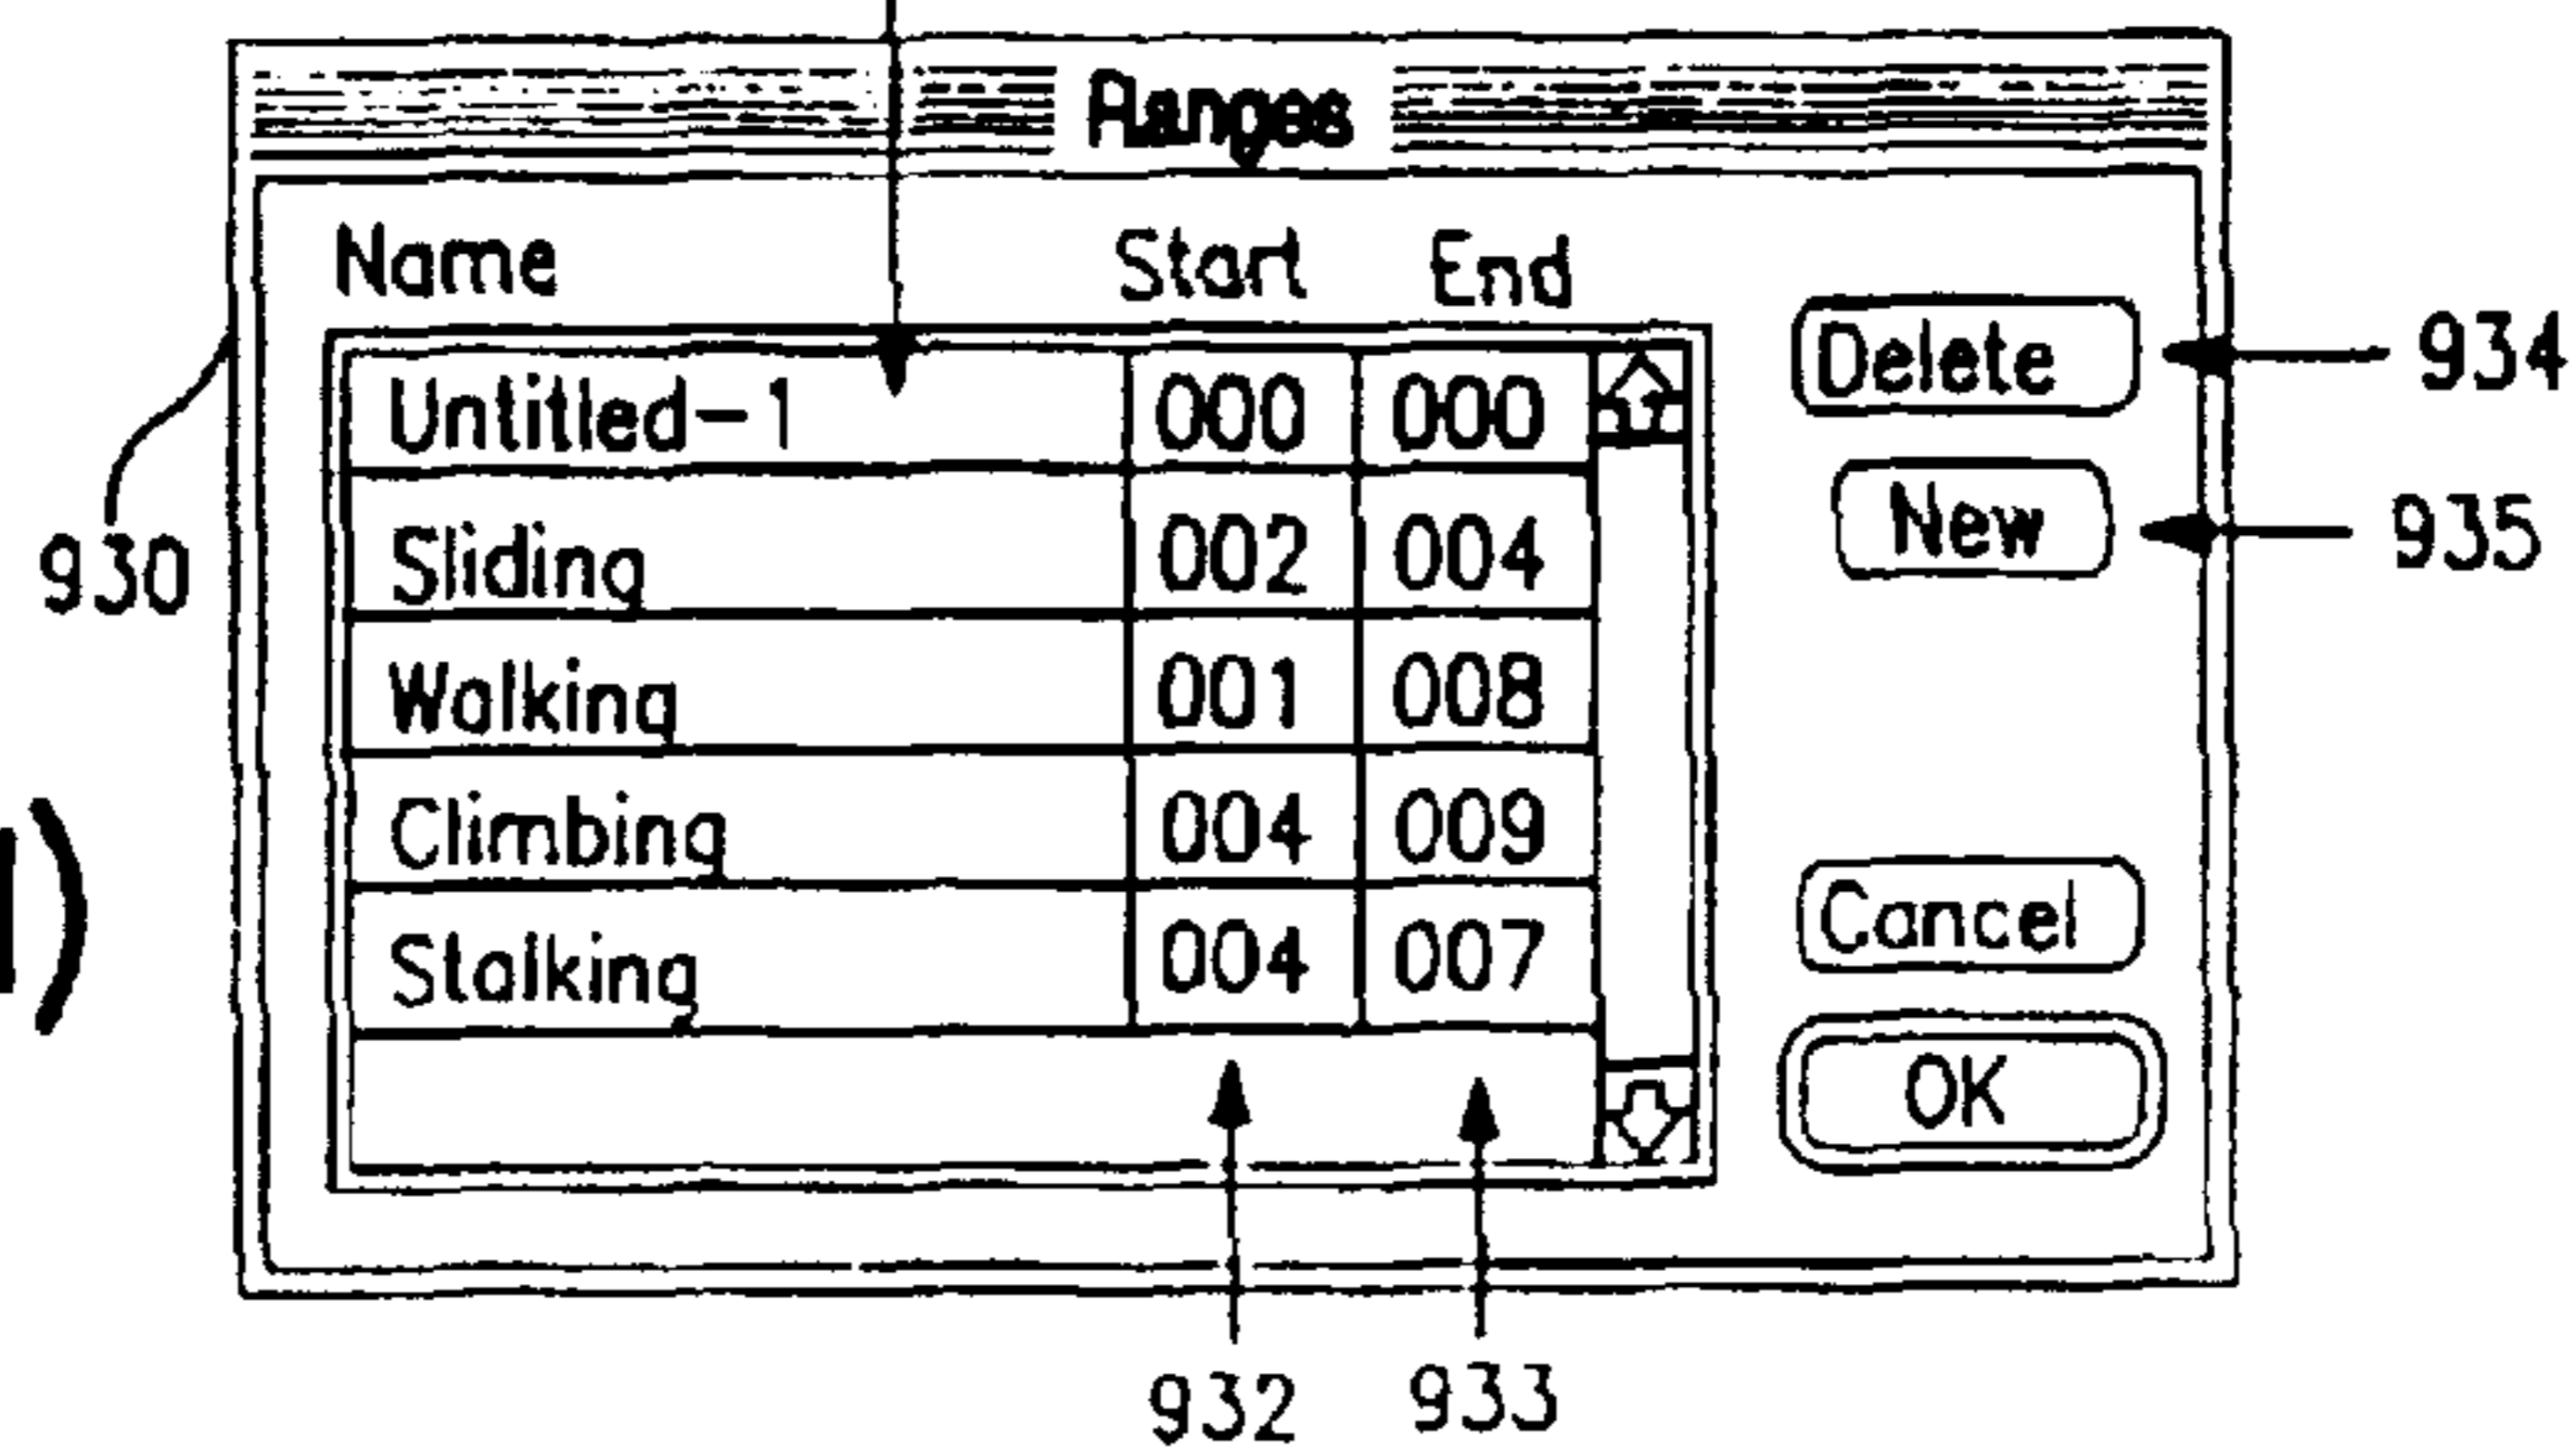 Ranges
Name Start End
Untitled-1 000 000
Sliding 002 004
Walking 001 008
Climbing 004 009
Stalking 004 007
Delete
New
Cancel
OK
930
934
935
932
933